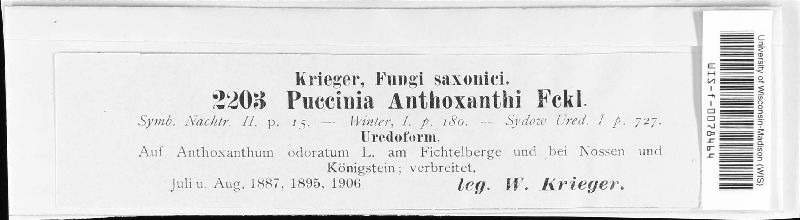 Krieger, Fungi saxonici.
2203 Puccinia Anthoxanthi Fckl.
Symb. Nachtr. II. p. 15. — Winter, I. p. 180. — Sydow Ured. I p. 727.
Uredoform.
Auf Anthoxanthum odoratum L. am Fichtelberge und bei Nossen und
Königstein; verbreitet.
Juli u. Aug. 1887, 1895, 1906 leg. W. Krieger.
University of Wisconsin-Madison (WIS)
WIS-f-0078464